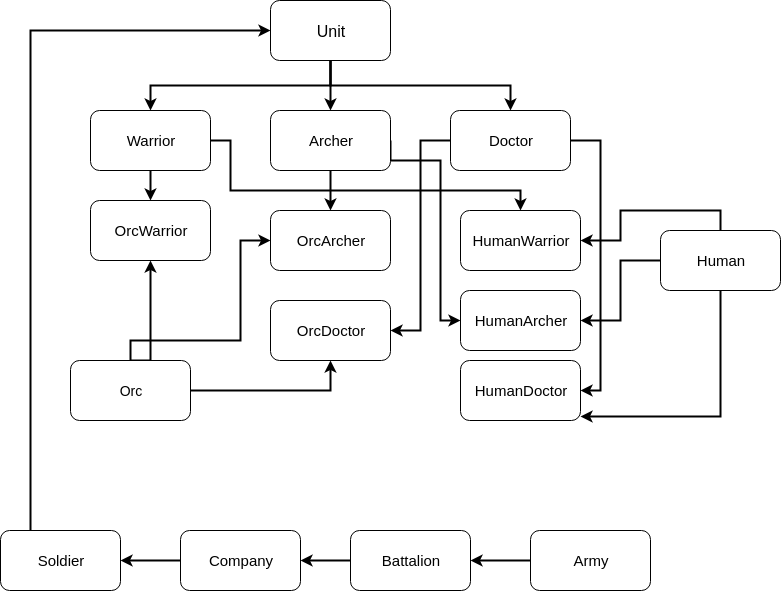 Unit
Warrior
Archer
Doctor
OrcWarrior
OrcArcher
HumanWarrior
Human
OrcDoctor
HumanArcher
Orc
HumanDoctor
Soldier
Company
Battalion
Army